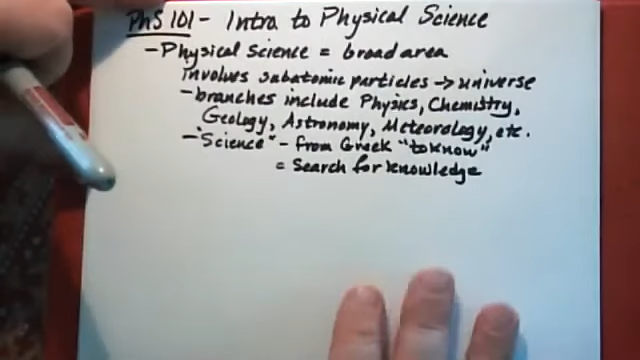 PhS 101 - Intra to Physical Science
- Physical Science = broad area
involves subatomic particles → universe
- branches include Physics, Chemistry,
Geology, Astronomy, Meteorology, etc.
- "Science" - from Greek "to know"
= Search for knowledge